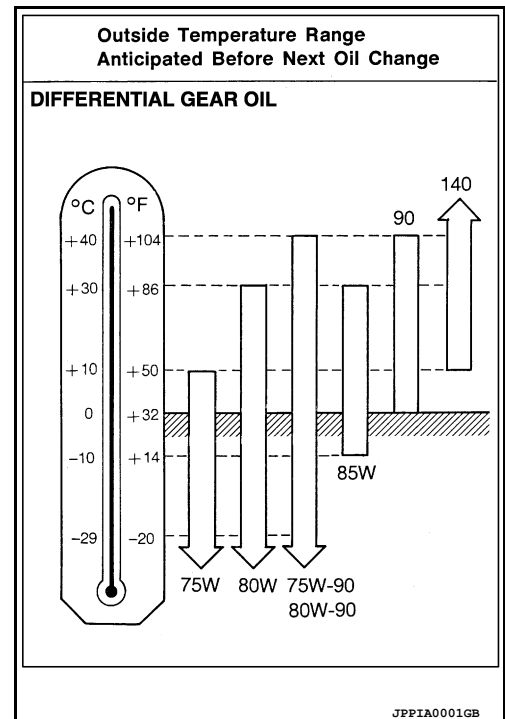 Outside Temperature Range
Anticipated Before Next Oil Change
DIFFERENTIAL GEAR OIL
140
90
°C °F
+40 +104
+30 +86
+10 +50
0 +32
-10 +14
85W
-29 -20
75W 80W 75W-90
80W-90
JPPIA0001GB